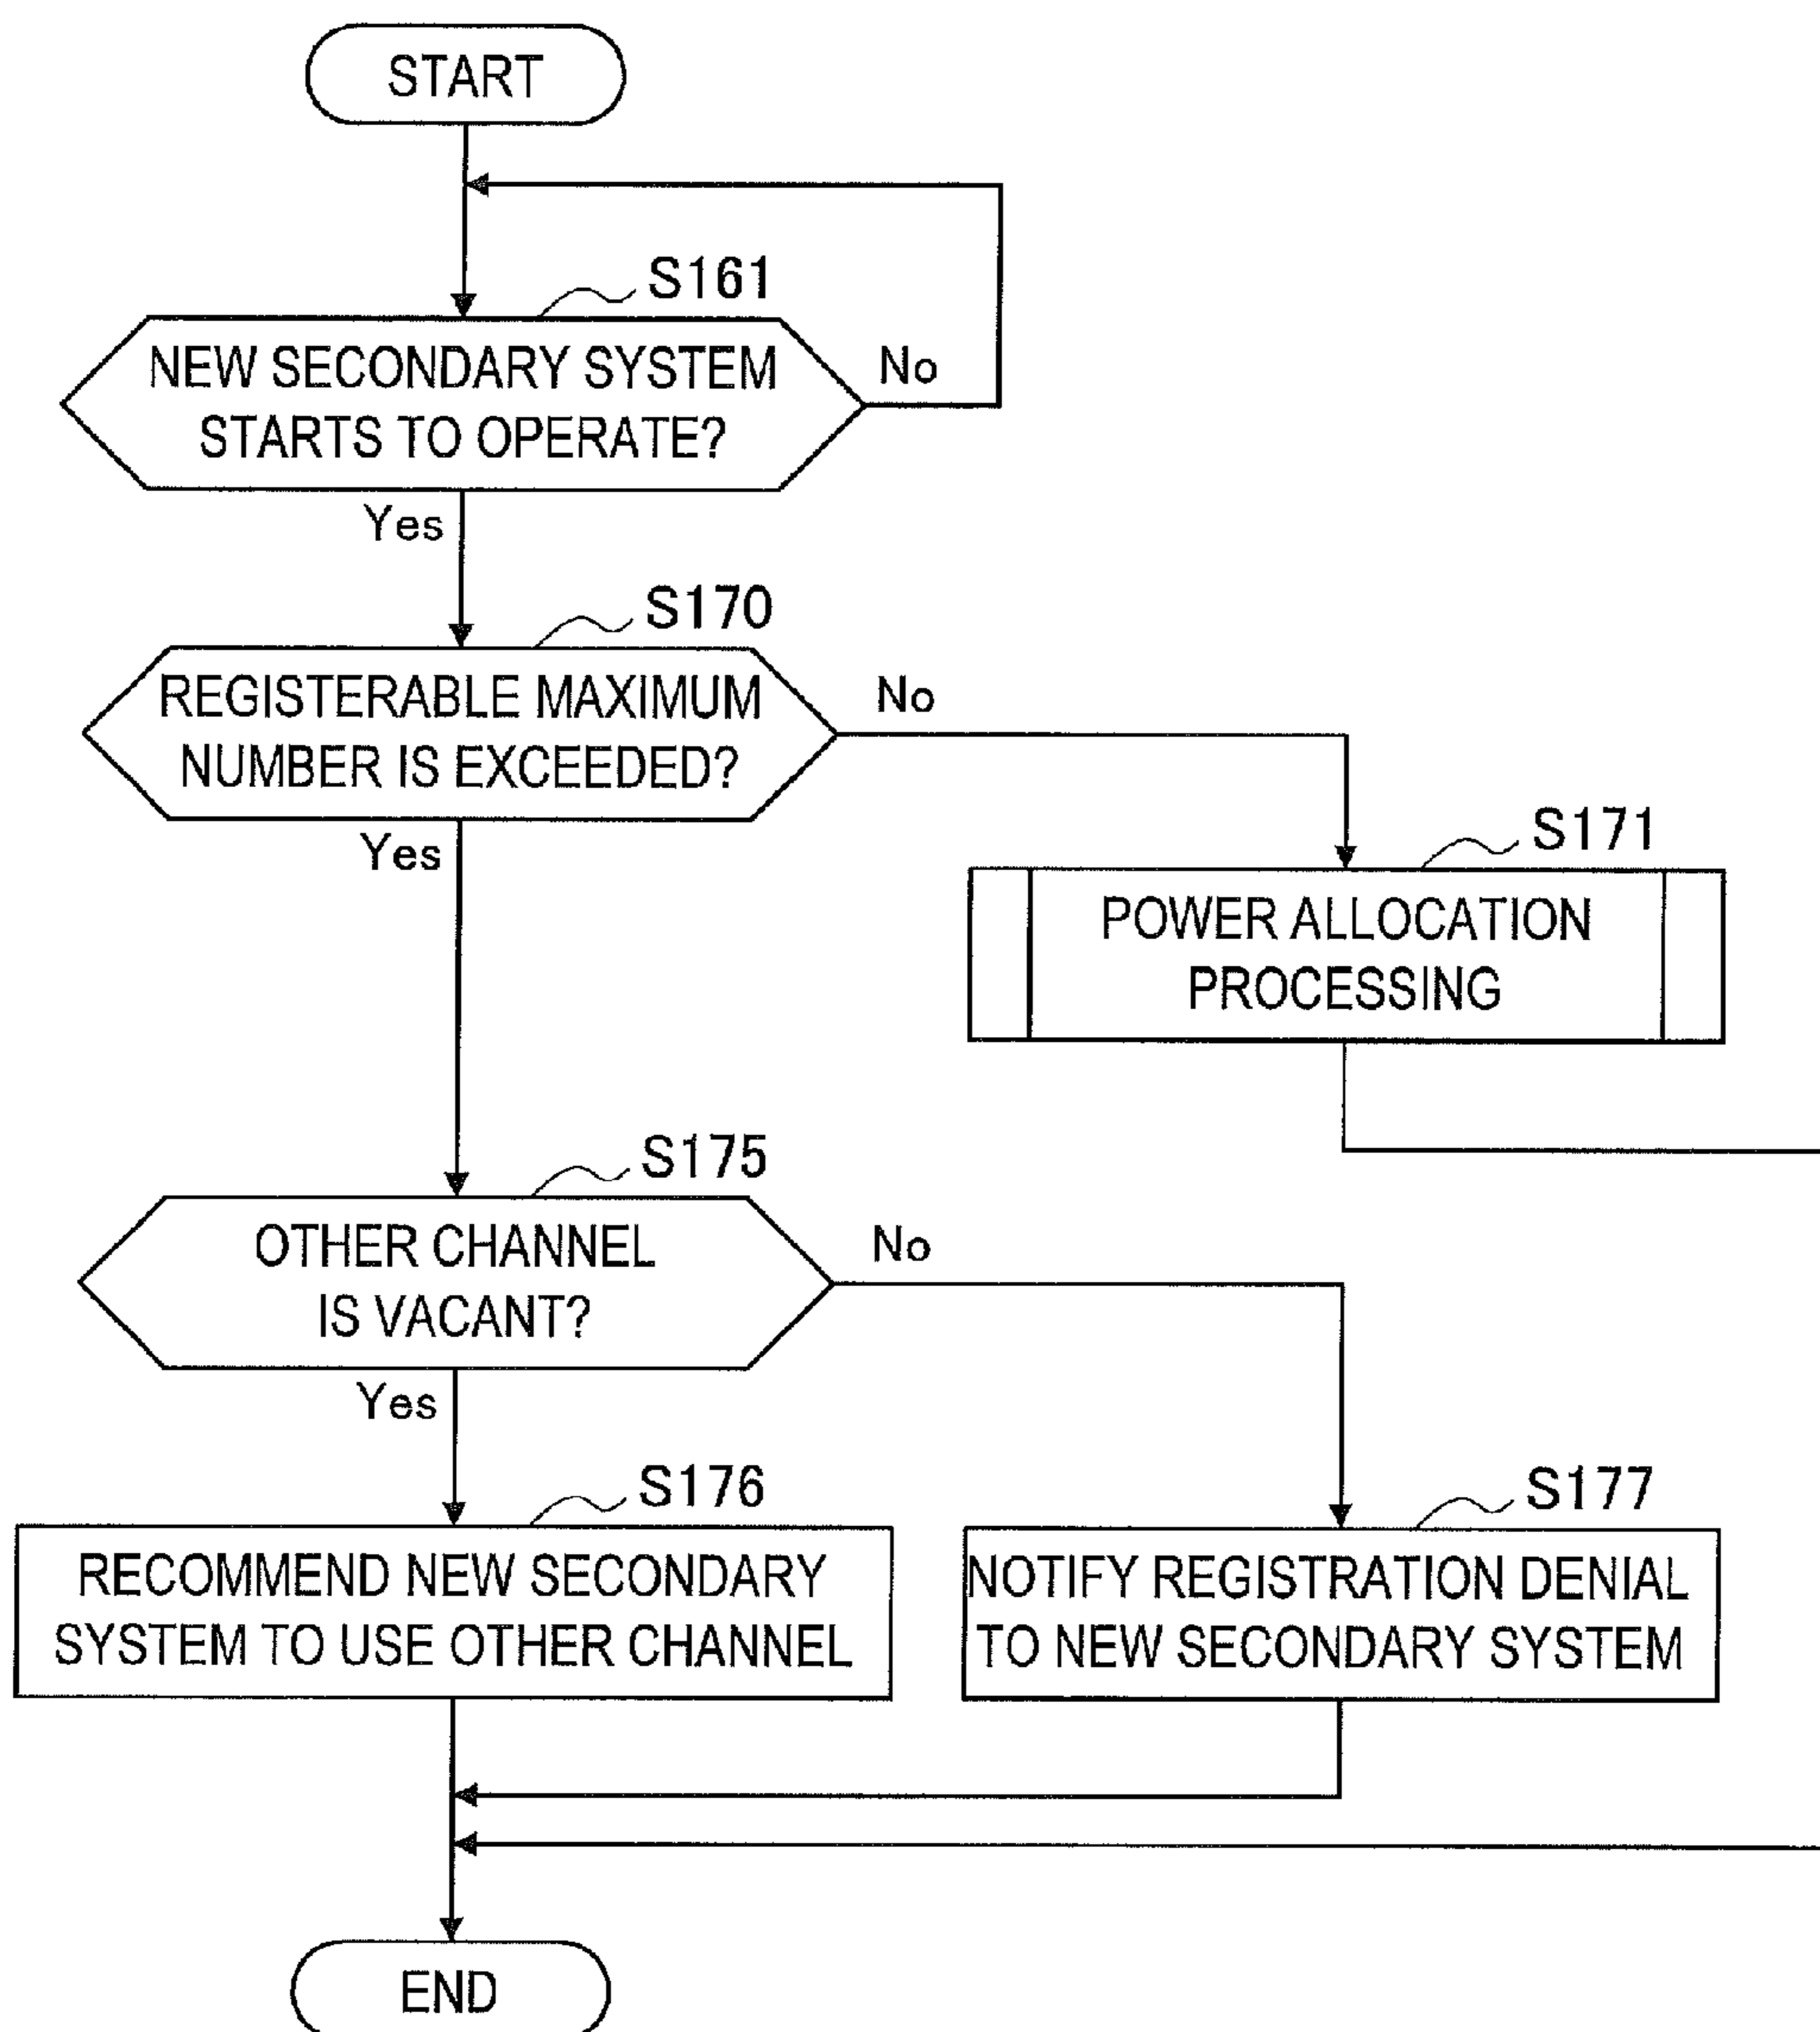 START
S161
NEW SECONDARY SYSTEM
STARTS TO OPERATE?
No
Yes
S170
REGISTERABLE MAXIMUM
NUMBER IS EXCEEDED?
No
Yes
S171
POWER ALLOCATION
PROCESSING
S175
OTHER CHANNEL
IS VACANT?
No
Yes
S176
RECOMMEND NEW SECONDARY
SYSTEM TO USE OTHER CHANNEL
S177
NOTIFY REGISTRATION DENIAL
TO NEW SECONDARY SYSTEM
END